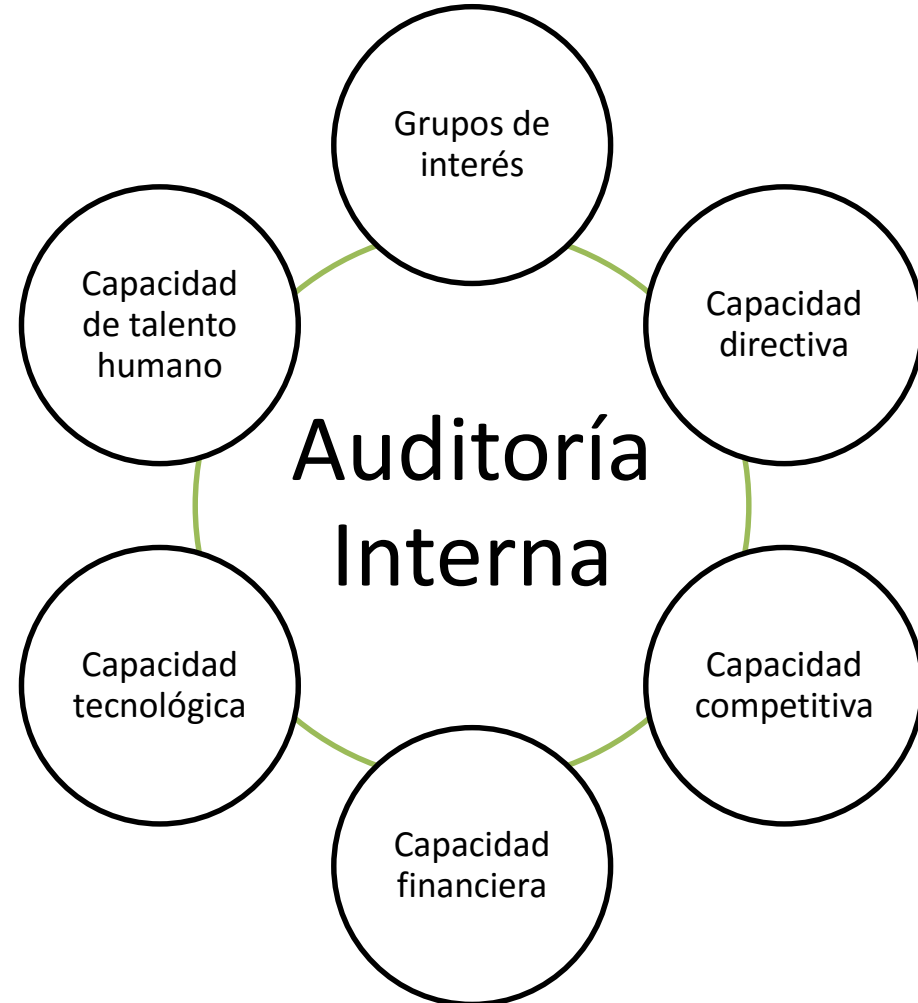 Grupos de
interés
Capacidad
directiva
Capacidad
competitiva
Capacidad
financiera
Capacidad
tecnológica
Capacidad
de talento
humano
Auditoría
Interna